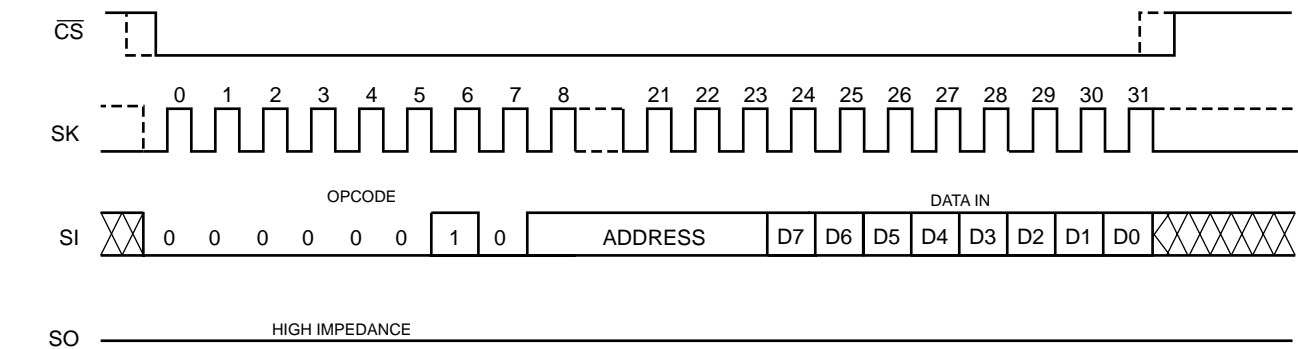 CS
0 1 2 3 4 5 6 7 8 21 22 23 24 25 26 27 28 29 30 31
SK
OPCODE DATA IN
SI 0 0 0 0 0 0 1 0 ADDRESS D7 D6 D5 D4 D3 D2 D1 D0
HIGH IMPEDANCE
SO